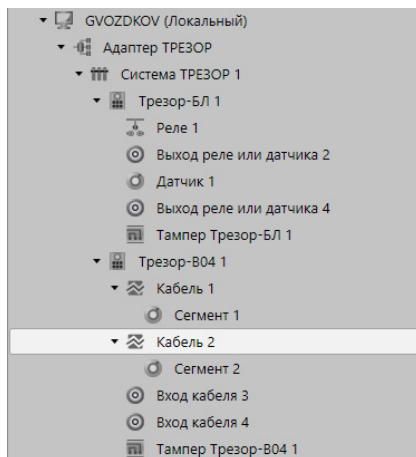 GVOZDKOV (Локальный)
Адаптер ТРЕЗОР
Система ТРЕЗОР 1
Трезор-БЛ 1
Реле 1
Выход реле или датчика 2
Датчик 1
Выход реле или датчика 4
Тампер Трезор-БЛ 1
Трезор-В04 1
Кабель 1
Сегмент 1
Кабель 2
Сегмент 2
Вход кабеля 3
Вход кабеля 4
Тампер Трезор-В04 1